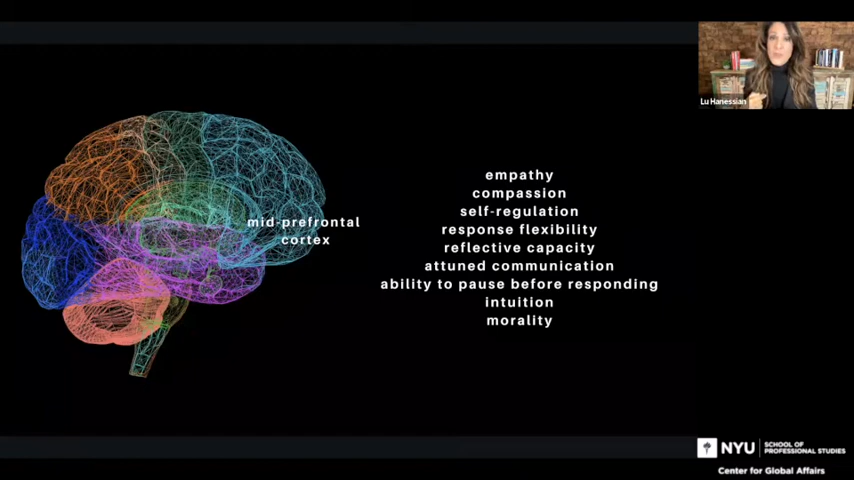 Lu Hanessian
mid-prefrontal
cortex
empathy
compassion
self-regulation
response flexibility
reflective capacity
attuned communication
ability to pause before responding
intuition
morality
NYU
SCHOOL OF
PROFESSIONAL STUDIES
Center for Global Affairs